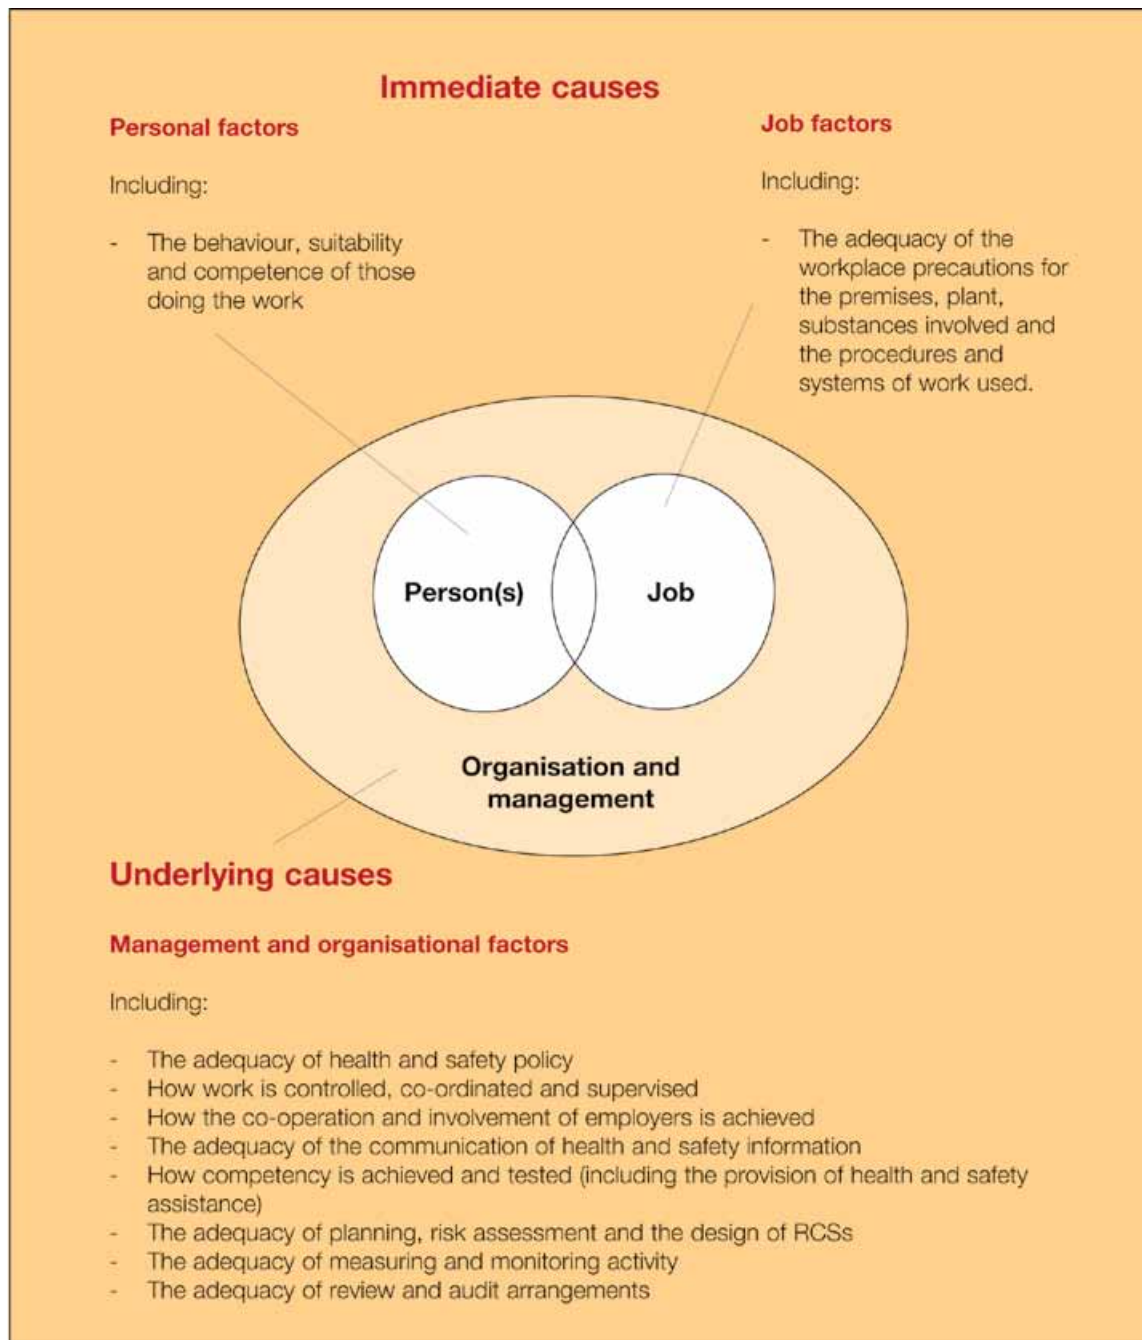 Immediate causes
Personal factors
Including:
- The behaviour, suitability
and competence of those
doing the work
Job factors
Including:
- The adequacy of the
workplace precautions for
the premises, plant,
substances involved and
the procedures and
systems of work used.
Person(s)
Job
Organisation and
management
Underlying causes
Management and organisational factors
Including:
- The adequacy of health and safety policy
- How work is controlled, co-ordinated and supervised
- How the co-operation and involvement of employers is achieved
- The adequacy of the communication of health and safety information
- How competency is achieved and tested (including the provision of health and safety
assistance)
- The adequacy of planning, risk assessment and the design of RCSs
- The adequacy of measuring and monitoring activity
- The adequacy of review and audit arrangements